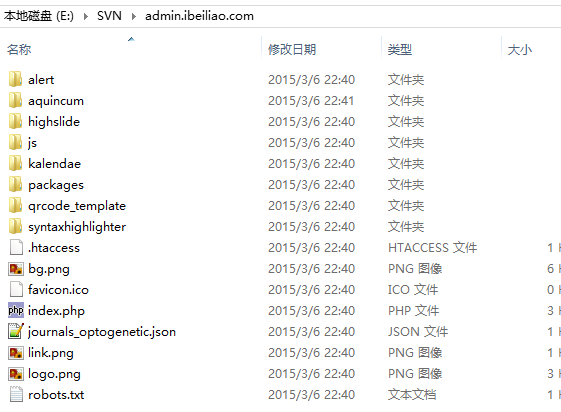 本地磁盘 (E:) SVN admin.ibeiliao.com
名称 修改日期 类型 大小
alert 2015/3/6 22:40 文件夹
aquincum 2015/3/6 22:41 文件夹
highslide 2015/3/6 22:40 文件夹
js 2015/3/6 22:40 文件夹
kalendae 2015/3/6 22:40 文件夹
packages 2015/3/6 22:40 文件夹
qrcode_template 2015/3/6 22:40 文件夹
syntaxhighlighter 2015/3/6 22:40 文件夹
.htaccess 2015/3/6 22:40 HTACCESS 文件 1
bg.png 2015/3/6 22:40 PNG 图像 6
favicon.ico 2015/3/6 22:40 ICO 文件 0
php index.php 2015/3/6 22:40 PHP 文件 3
journals_optogenetic.json 2015/3/6 22:40 JSON 文件 1
link.png 2015/3/6 22:40 PNG 图像 1
logo.png 2015/3/6 22:40 PNG 图像 3
robots.txt 2015/3/6 22:40 文本文档 1